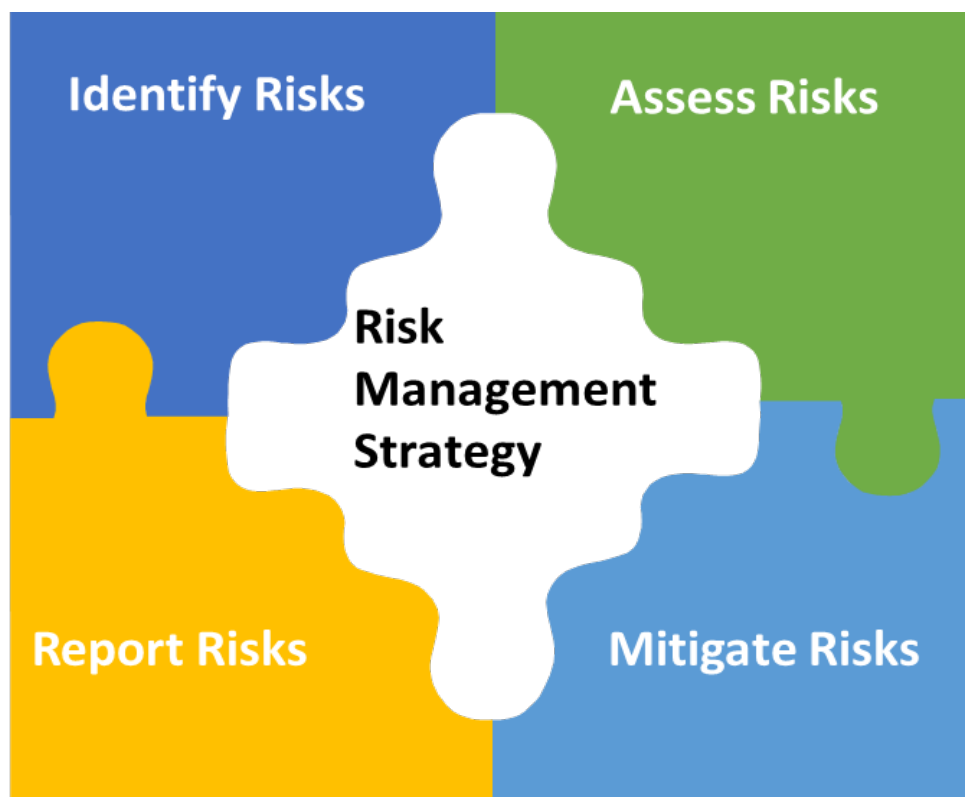 Identify Risks
Assess Risks
Risk
Management
Strategy
Report Risks
Mitigate Risks